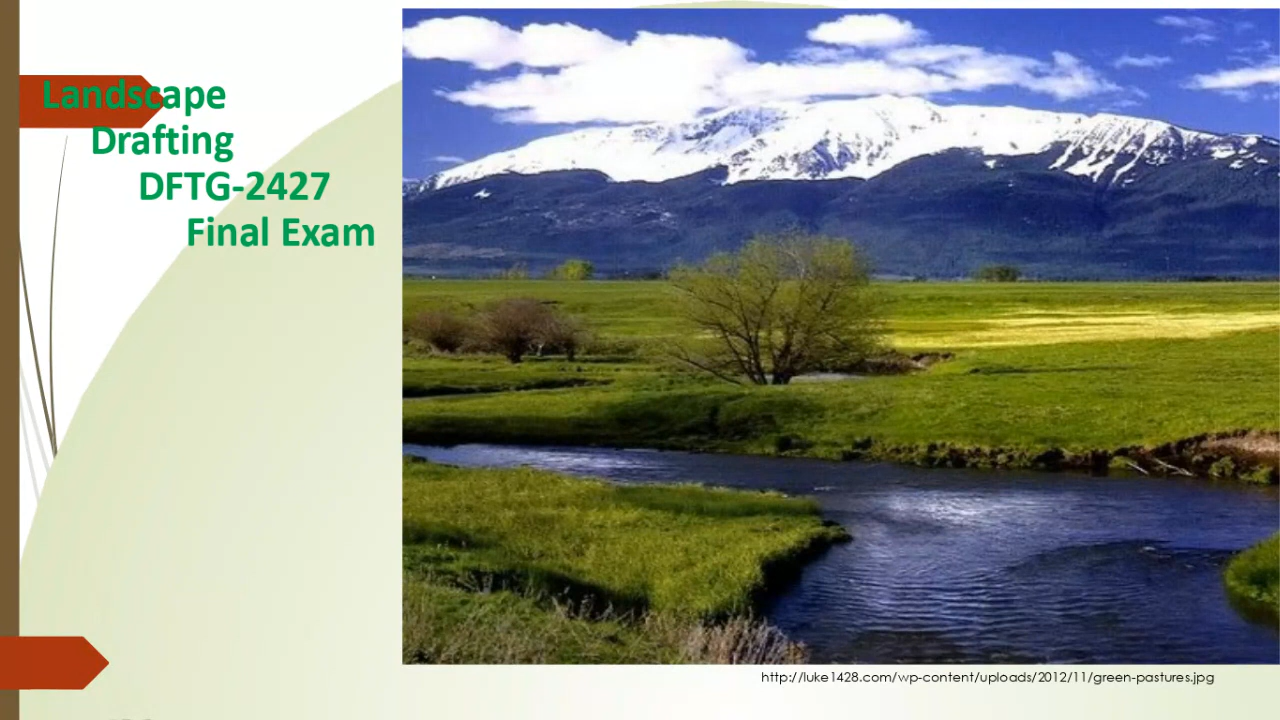 Landscape
Drafting
DFTG-2427
Final Exam
http://luke1428.com/wp-content/uploads/2012/11/green-pastures.jpg